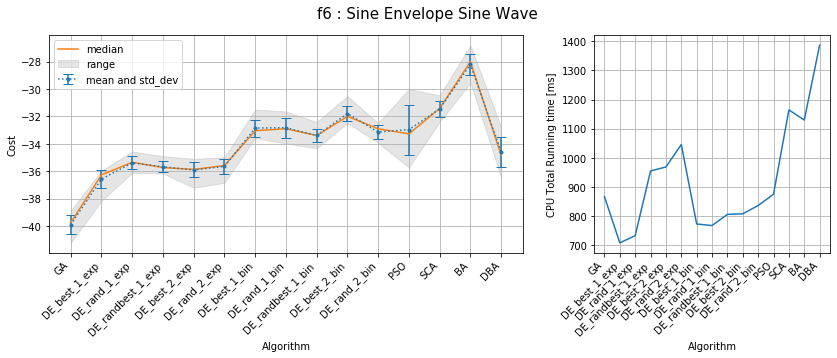 f6 : Sine Envelope Sine Wave
median
range
mean and std_dev
Cost
−28
−30
−32
−34
−36
−38
−40
GA
DE_best_1_exp
DE_rand_1_exp
DE_randbest_1_exp
DE_best_2_exp
DE_rand_2_exp
DE_best_1_bin
DE_rand_1_bin
DE_randbest_1_bin
DE_best_2_bin
DE_rand_2_bin
PSO
SCA
BA
DBA
Algorithm
CPU Total Running time [ms]
1400
1300
1200
1100
1000
900
800
700
GA
DE_best_1_exp
DE_rand_1_exp
DE_randbest_1_exp
DE_best_2_exp
DE_rand_2_exp
DE_best_1_bin
DE_rand_1_bin
DE_randbest_1_bin
DE_best_2_bin
DE_rand_2_bin
PSO
SCA
BA
DBA
Algorithm